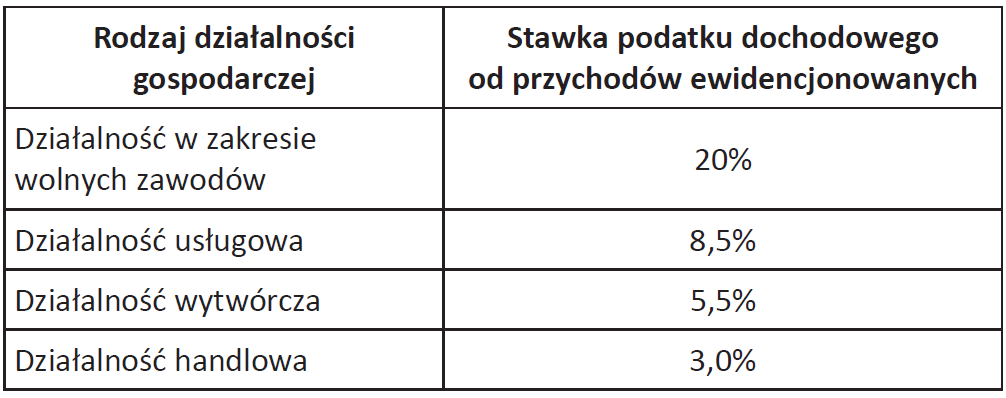 Rodzaj działalności
gospodarczej
Stawka podatku dochodowego
od przychodów ewidencjonowanych
Działalność w zakresie
wolnych zawodów
20%
Działalność usługowa
8,5%
Działalność wytwórcza
5,5%
Działalność handlowa
3,0%